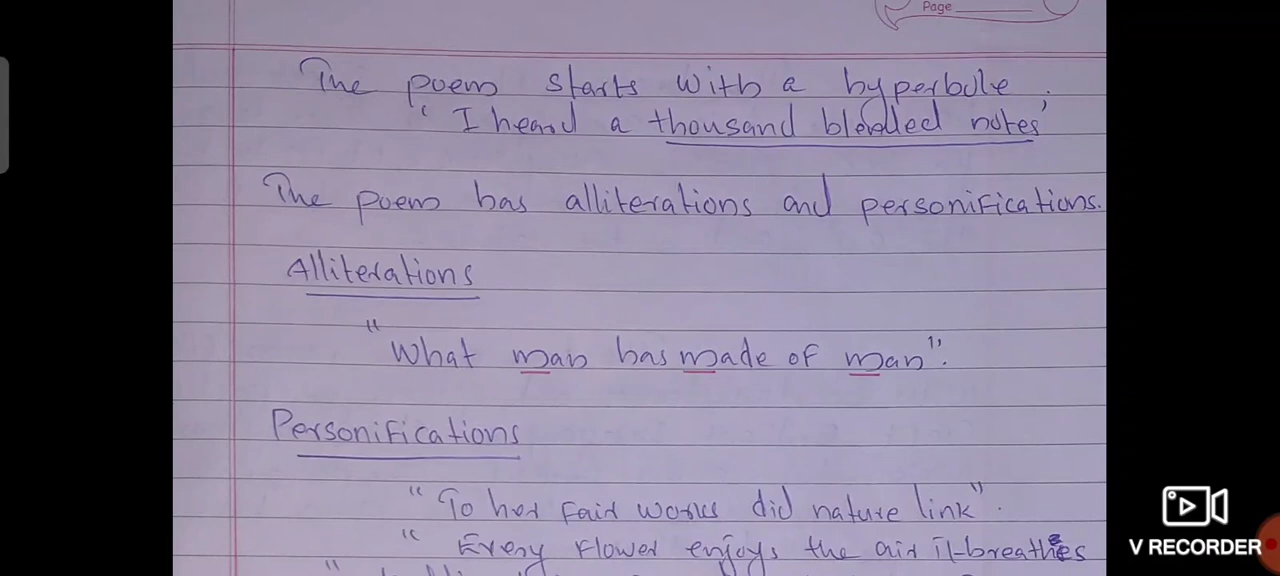 Page
The poem starts with a hyperbole.
'I heard a thousand blended notes'
The poem has alliterations and personifications.
Alliterations
"What man has made of man".
Personifications
"To her fair works did nature link".
"Every flower enjoys the air it breathes
V RECORDER